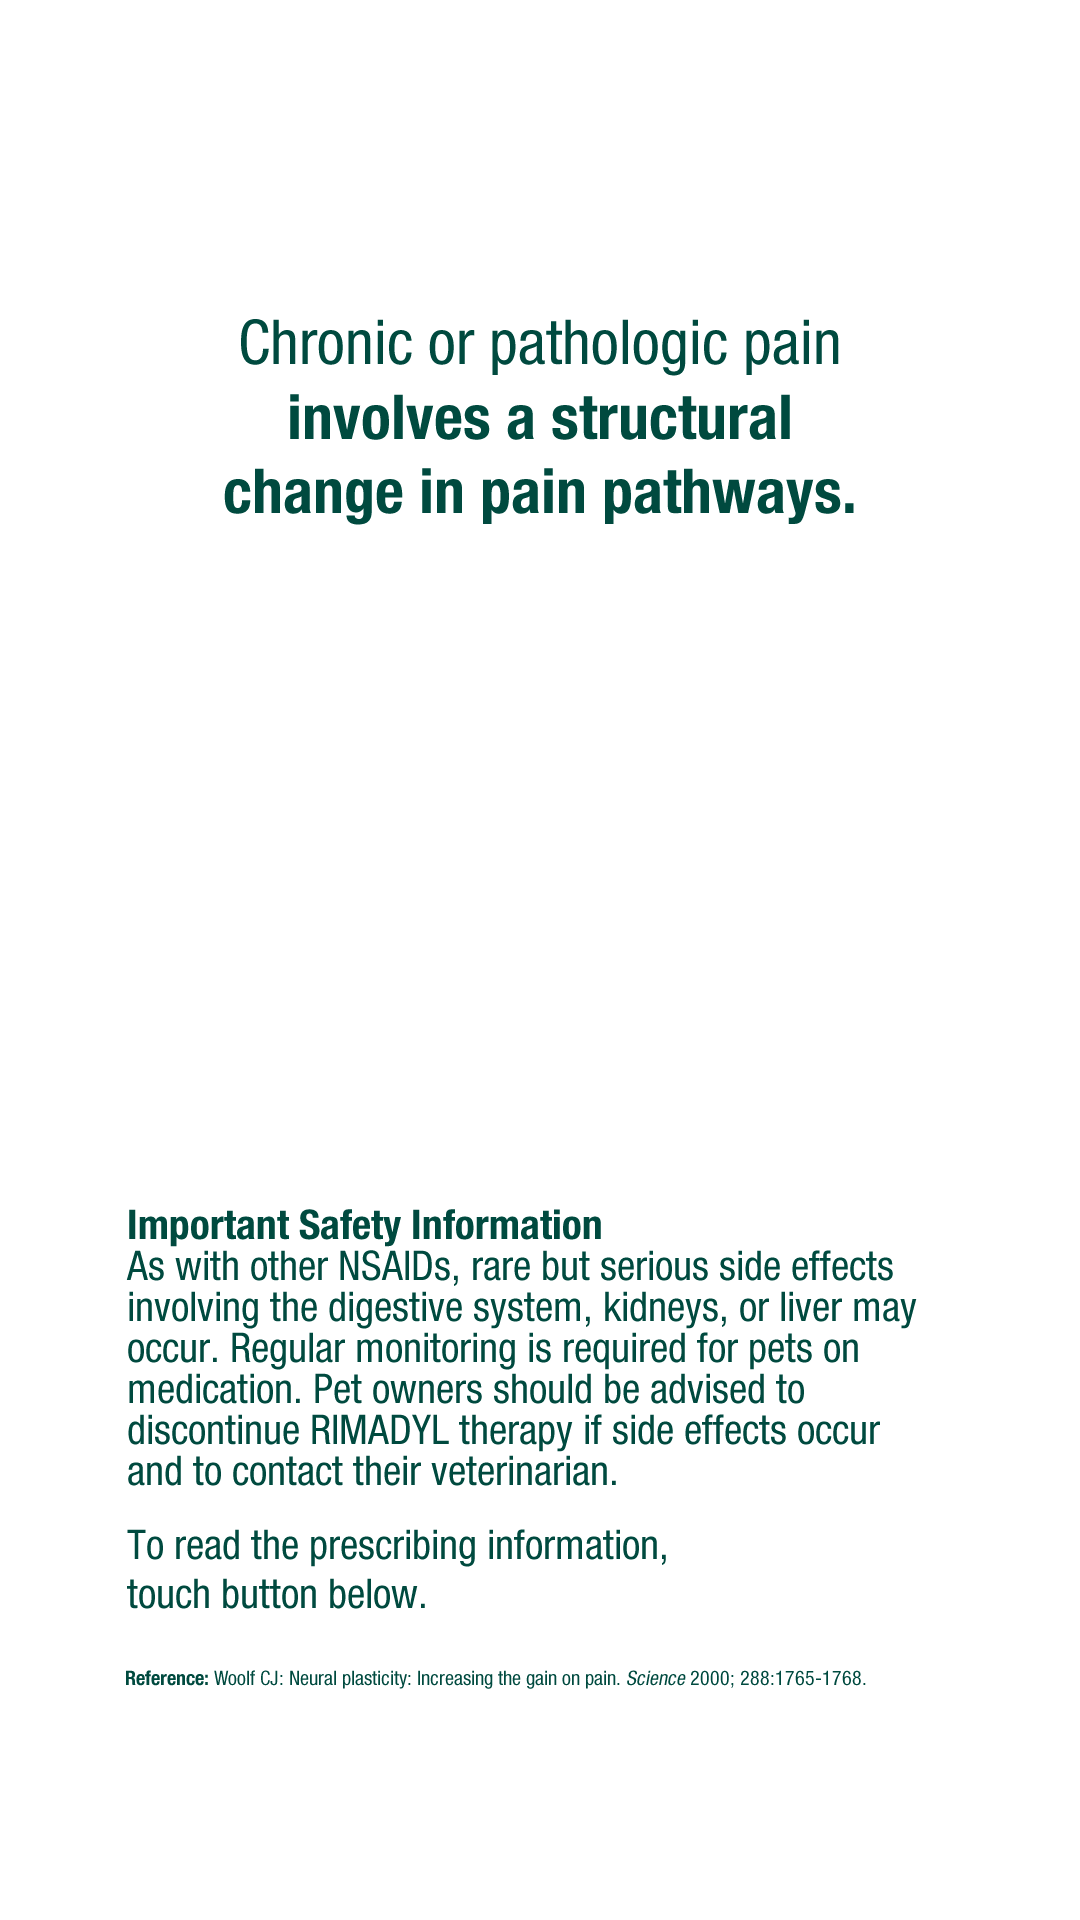 Chronic or pathologic pain
involves a structural
change in pain pathways.
Important Safety Information
As with other NSAIDs, rare but serious side effects
involving the digestive system, kidneys, or liver may
occur. Regular monitoring is required for pets on
medication. Pet owners should be advised to
discontinue RIMADYL therapy if side effects occur
and to contact their veterinarian.
To read the prescribing information,
touch button below.
Reference: Woolf CJ: Neural plasticity: Increasing the gain on pain. Science 2000; 288:1765-1768.